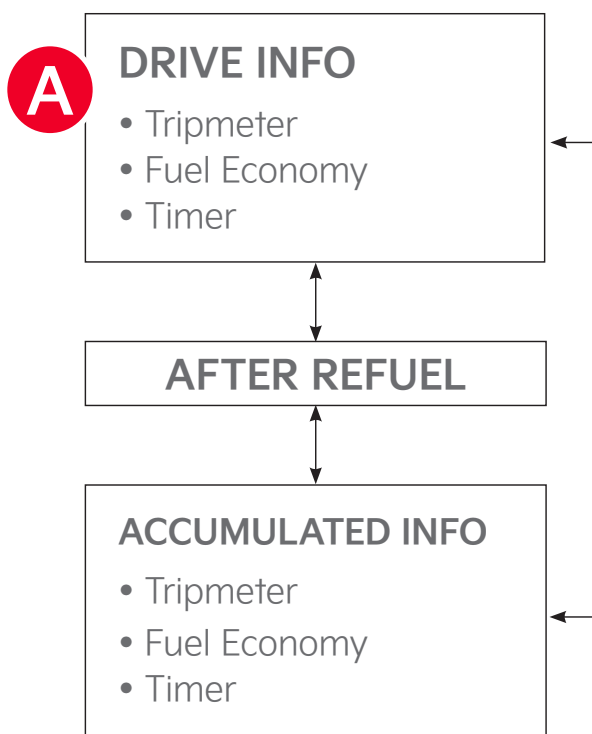 A
DRIVE INFO
• Tripmeter
• Fuel Economy
• Timer
AFTER REFUEL
ACCUMULATED INFO
• Tripmeter
• Fuel Economy
• Timer